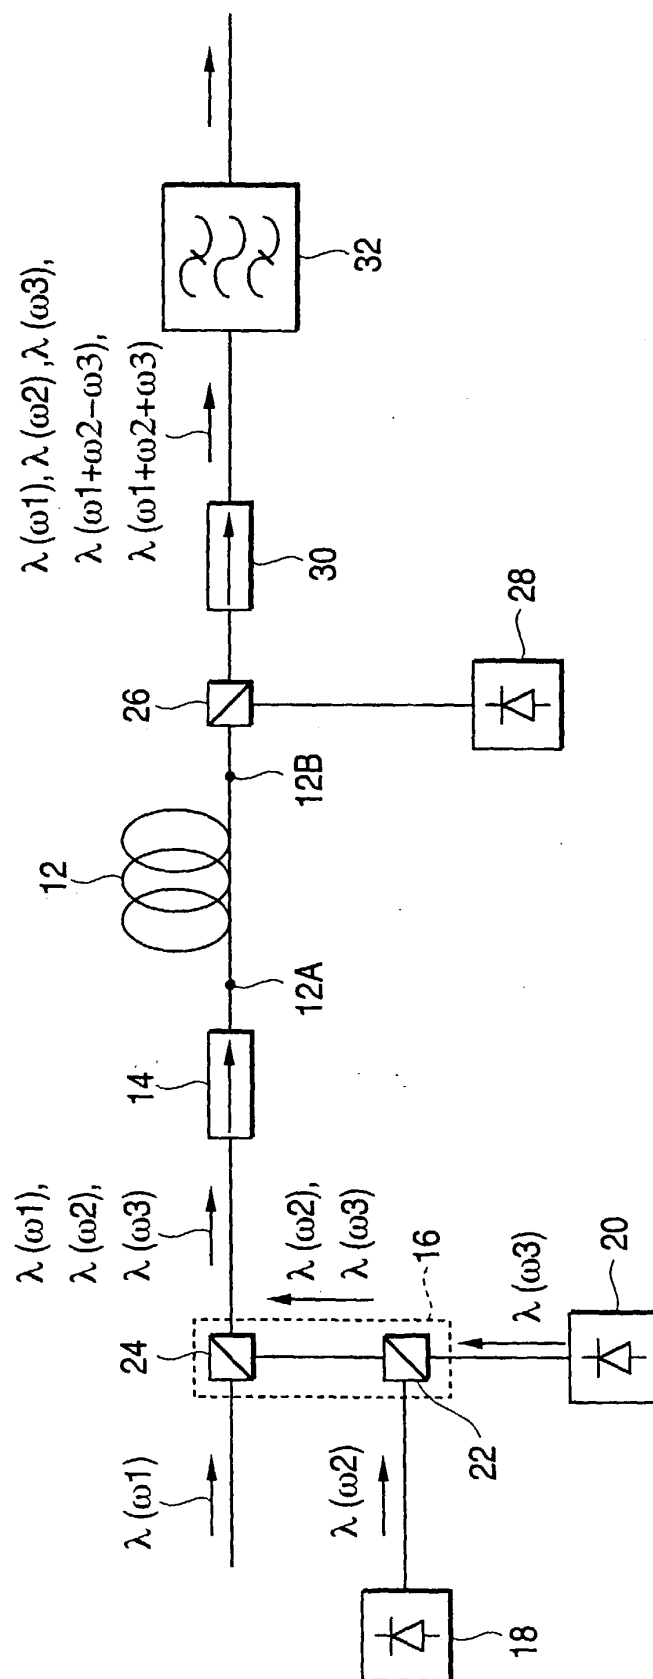 λ(ω1)
λ(ω2)
18
24
22
λ(ω1),
λ(ω2),
λ(ω3)
λ(ω2),
λ(ω3)
16
λ(ω3)
20
14
12A
12
12B
26
28
30
λ(ω1), λ(ω2) ,λ(ω3),
λ(ω1+ω2−ω3),
λ(ω1+ω2+ω3)
32